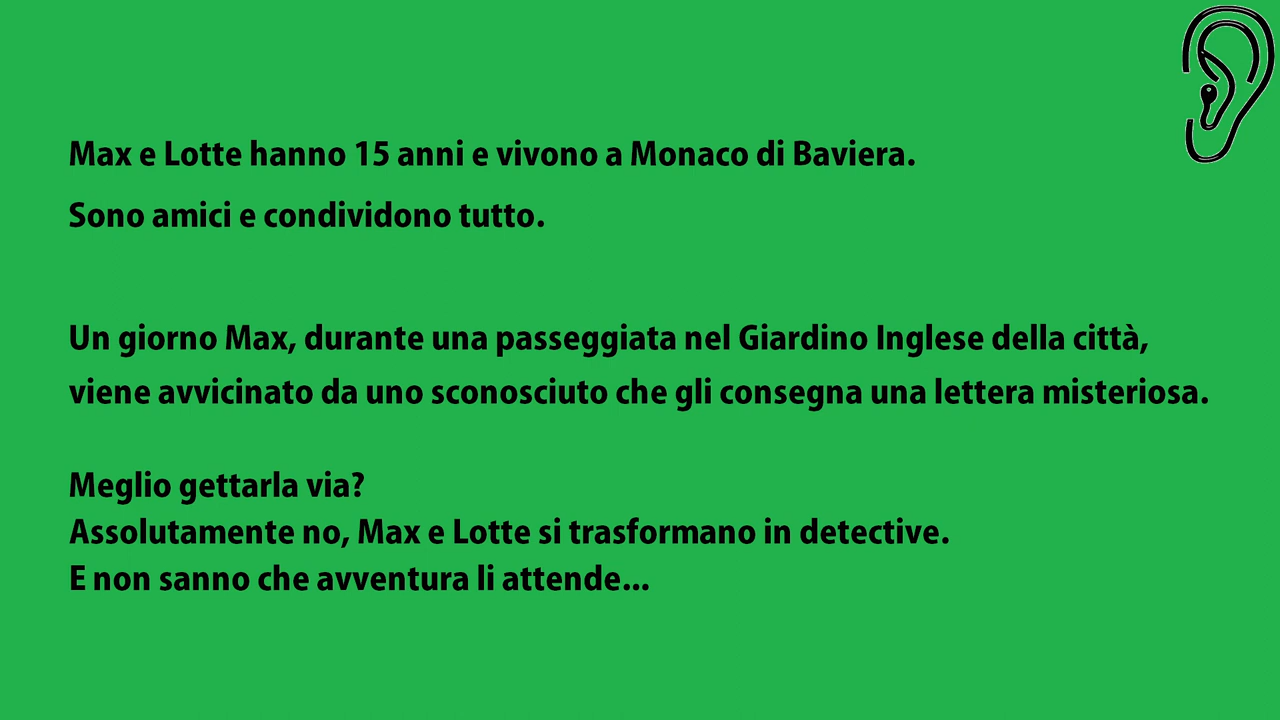 Max e Lotte hanno 15 anni e vivono a Monaco di Baviera.
Sono amici e condividono tutto.
Un giorno Max, durante una passeggiata nel Giardino Inglese della città,
viene avvicinato da uno sconosciuto che gli consegna una lettera misteriosa.
Meglio gettarla via?
Assolutamente no, Max e Lotte si trasformano in detective.
E non sanno che avventura li attende...